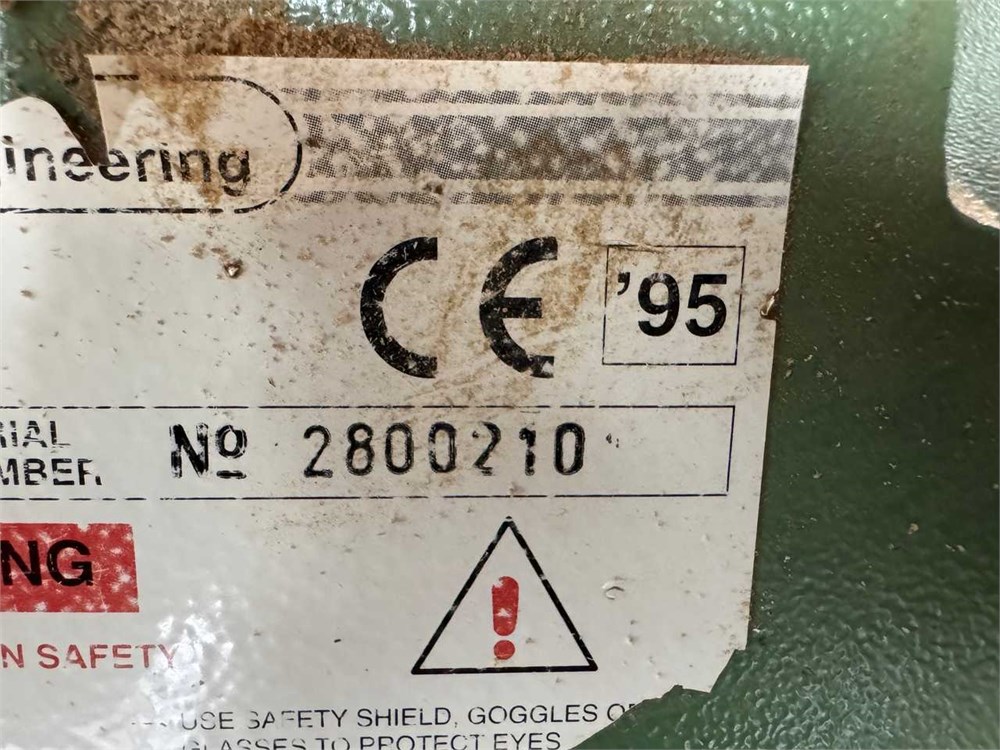 ineering
CE '95
RIAL
MBER
Nº 2800210
NG
N SAFETY
USE SAFETY SHIELD, GOGGLES O
GLASSES TO PROTECT EYES